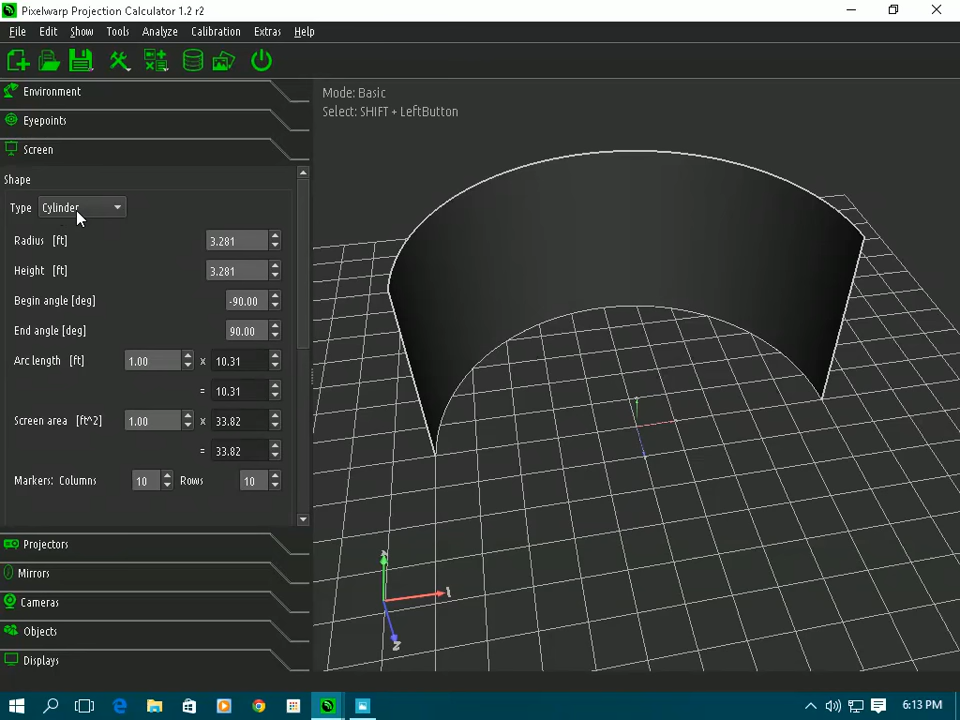 Pixelwarp Projection Calculator 1.2 r2
File Edit Show Tools Analyze Calibration Extras Help
Environment
Eyepoints
Screen
Shape
Type Cylinder
Radius [ft] 3.281
Height [ft] 3.281
Begin angle [deg] -90.00
End angle [deg] 90.00
Arc length [ft] 1.00 x 10.31
= 10.31
Screen area [ft^2] 1.00 x 33.82
= 33.82
Markers: Columns 10 Rows 10
Projectors
Mirrors
Cameras
Objects
Displays
Mode: Basic
Select: SHIFT + LeftButton
z
6:13 PM